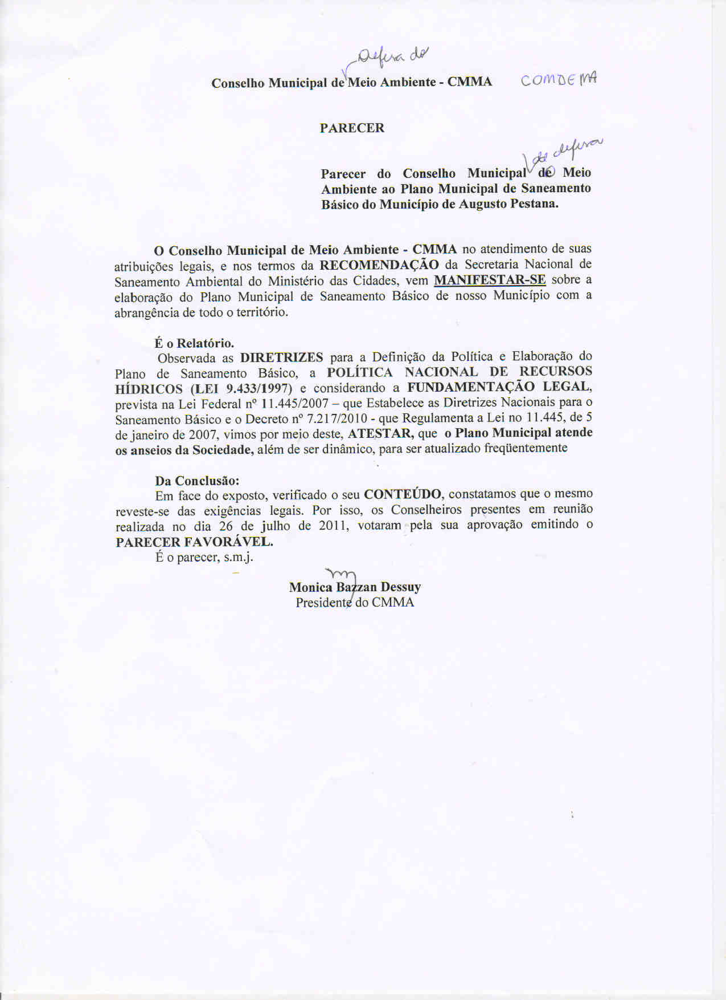 Defesa do
Conselho Municipal de Meio Ambiente - CMMA COMDEMA
PARECER
de defesa
Parecer do Conselho Municipal de Meio
Ambiente ao Plano Municipal de Saneamento
Básico do Município de Augusto Pestana.
O Conselho Municipal de Meio Ambiente - CMMA no atendimento de suas
atribuições legais, e nos termos da RECOMENDAÇÃO da Secretaria Nacional de
Saneamento Ambiental do Ministério das Cidades, vem MANIFESTAR-SE sobre a
elaboração do Plano Municipal de Saneamento Básico de nosso Município com a
abrangência de todo o território.
É o Relatório.
Observada as DIRETRIZES para a Definição da Política e Elaboração do
Plano de Saneamento Básico, a POLÍTICA NACIONAL DE RECURSOS
HÍDRICOS (LEI 9.433/1997) e considerando a FUNDAMENTAÇÃO LEGAL,
prevista na Lei Federal nº 11.445/2007 – que Estabelece as Diretrizes Nacionais para o
Saneamento Básico e o Decreto nº 7.217/2010 - que Regulamenta a Lei no 11.445, de 5
de janeiro de 2007, vimos por meio deste, ATESTAR, que o Plano Municipal atende
os anseios da Sociedade, além de ser dinâmico, para ser atualizado freqüentemente
Da Conclusão:
Em face do exposto, verificado o seu CONTEÚDO, constatamos que o mesmo
reveste-se das exigências legais. Por isso, os Conselheiros presentes em reunião
realizada no dia 26 de julho de 2011, votaram pela sua aprovação emitindo o
PARECER FAVORÁVEL.
É o parecer, s.m.j.
Monica Bazzan Dessuy
Presidente do CMMA